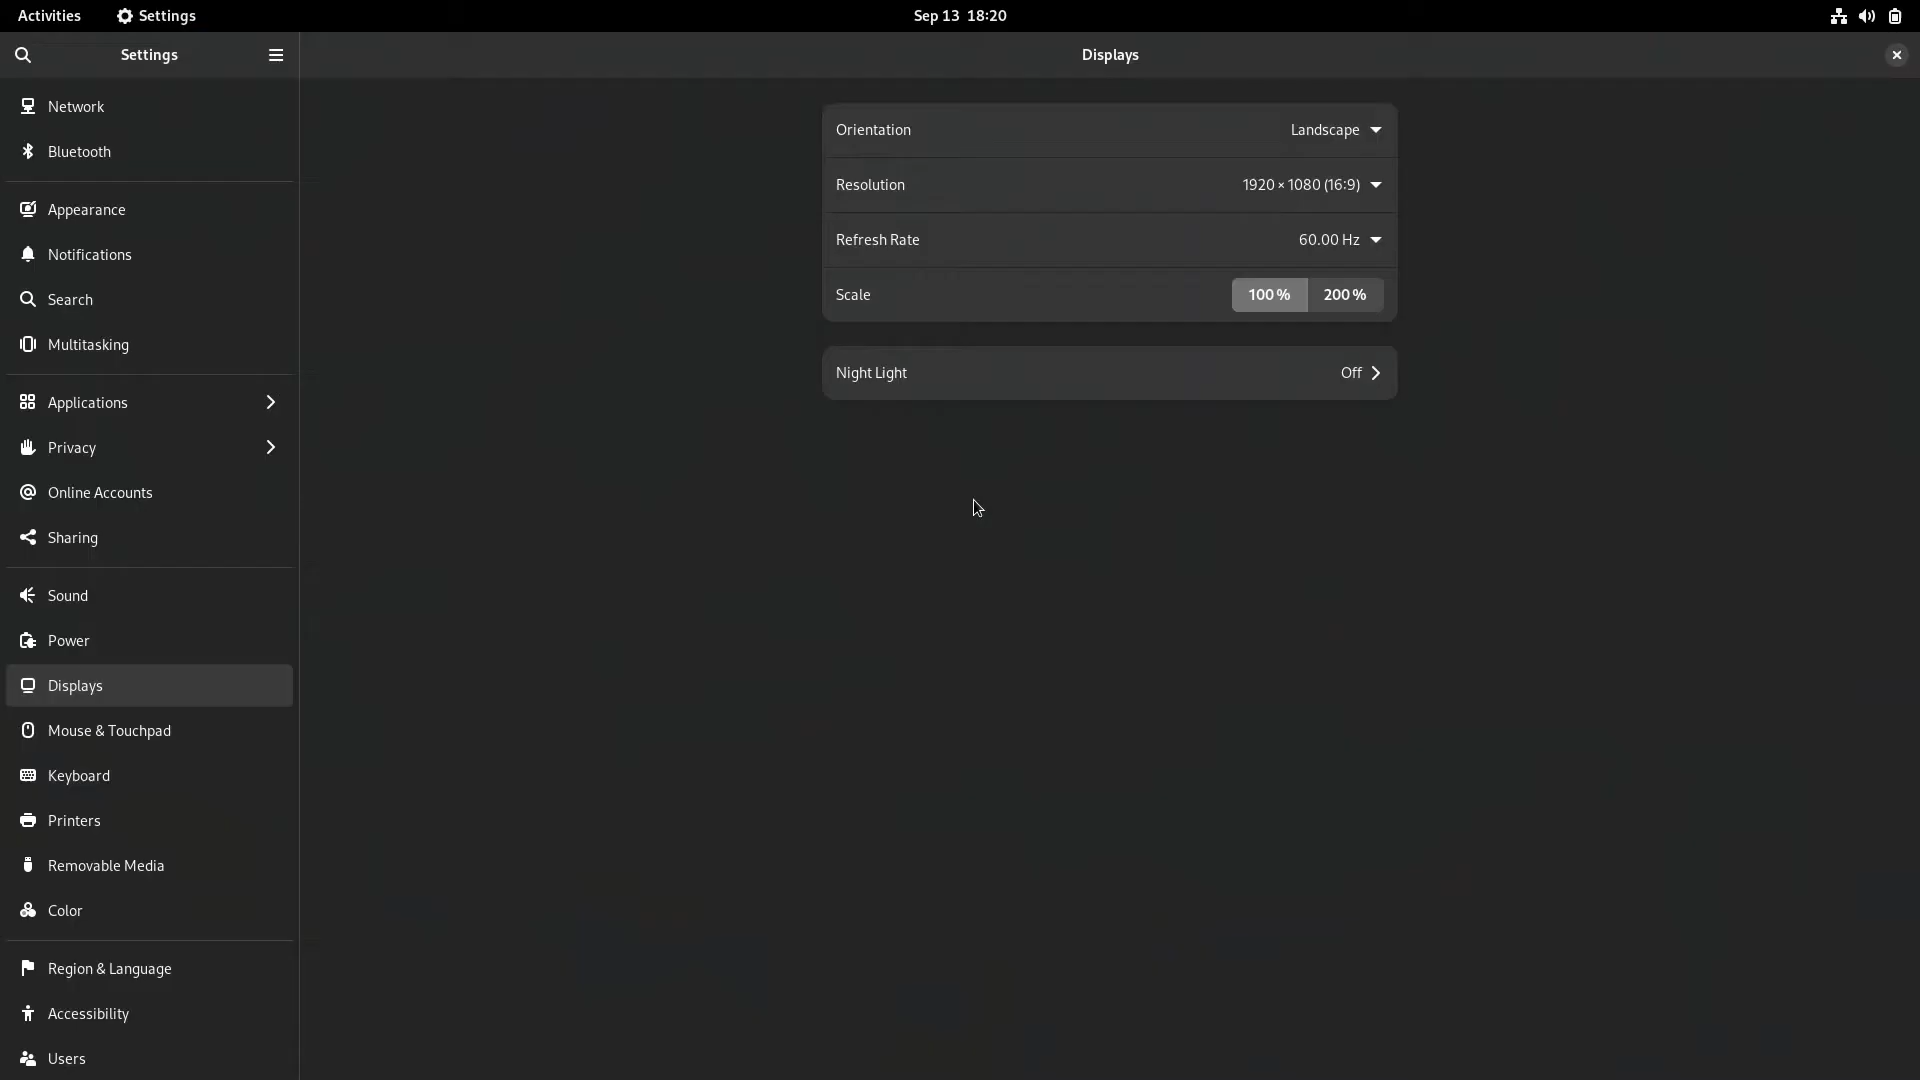 Activities
Settings
Sep 13 18:20
Settings
Displays
Network
Bluetooth
Appearance
Notifications
Search
Multitasking
Applications
Privacy
Online Accounts
Sharing
Sound
Power
Displays
Mouse & Touchpad
Keyboard
Printers
Removable Media
Color
Region & Language
Accessibility
Users
Orientation Landscape
Resolution 1920 × 1080 (16:9)
Refresh Rate 60.00 Hz
Scale 100 % 200 %
Night Light Off